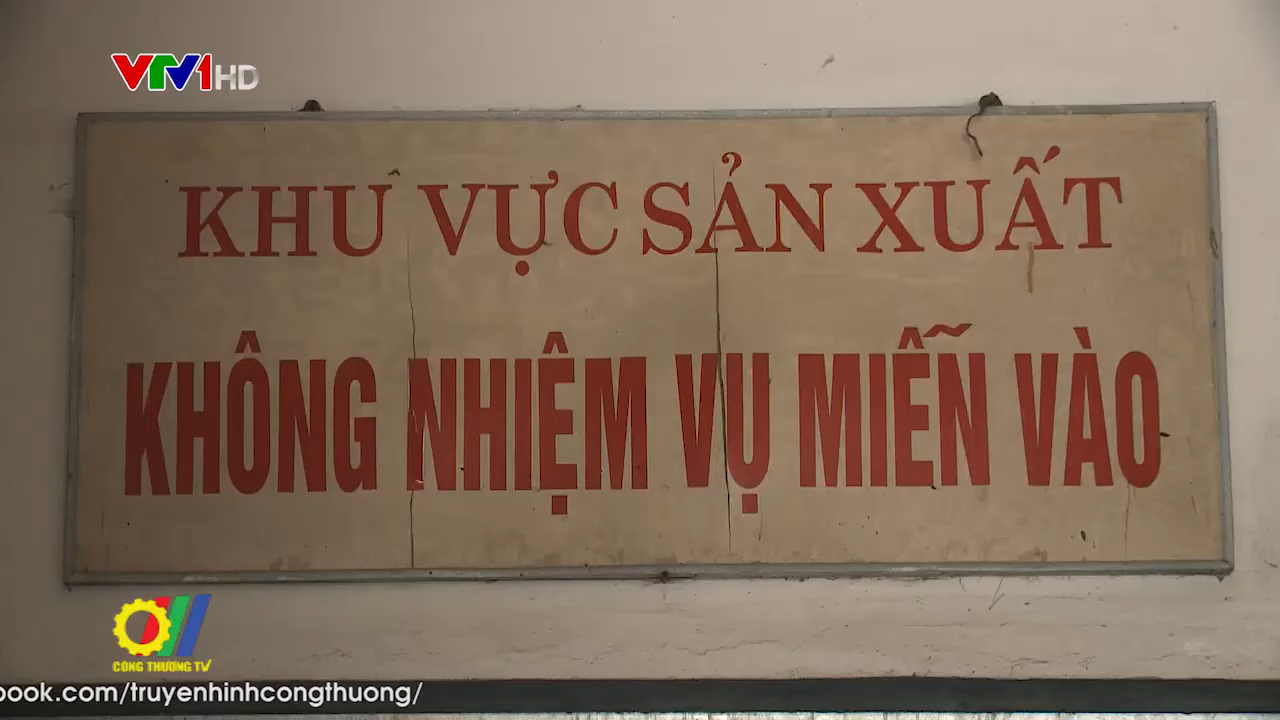 VTV1 HD
KHU VỰC SẢN XUẤT
KHÔNG NHIỆM VỤ MIỄN VÀO
CÔNG THƯƠNG TV
book.com/truyenhinhcongthuong/